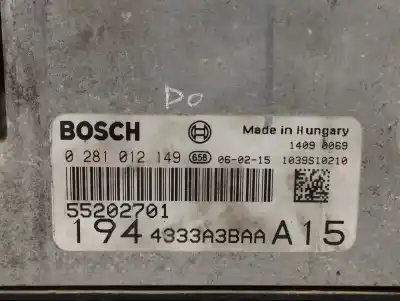 DO
BOSCH Made in Hungary
1409 0069
0 281 012 149 658 06-02-15 1039S10210
55202701
194 4333A3BAA A15